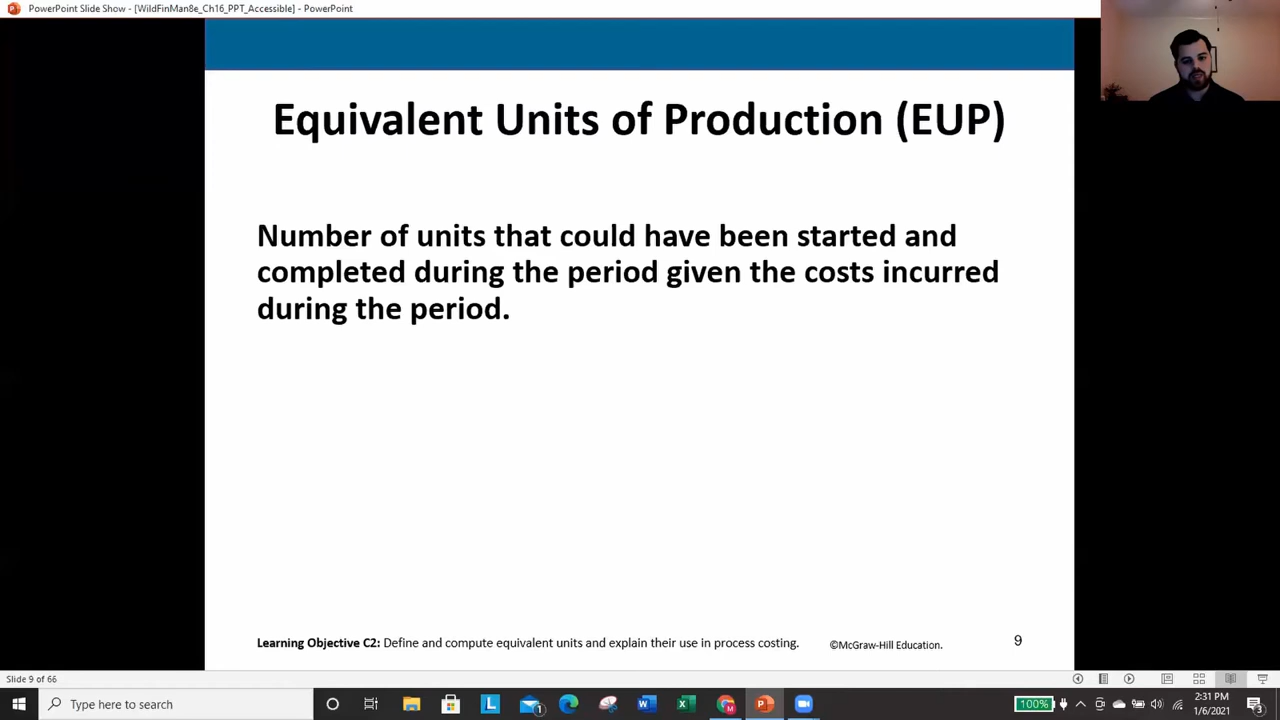 PowerPoint Slide Show - [WildFinMan8e_Ch16_PPT_Accessible] - PowerPoint
Equivalent Units of Production (EUP)
Number of units that could have been started and
completed during the period given the costs incurred
during the period.
Learning Objective C2: Define and compute equivalent units and explain their use in process costing.
©McGraw-Hill Education.
9
Slide 9 of 66
Type here to search
100%
2:31 PM
1/6/2021